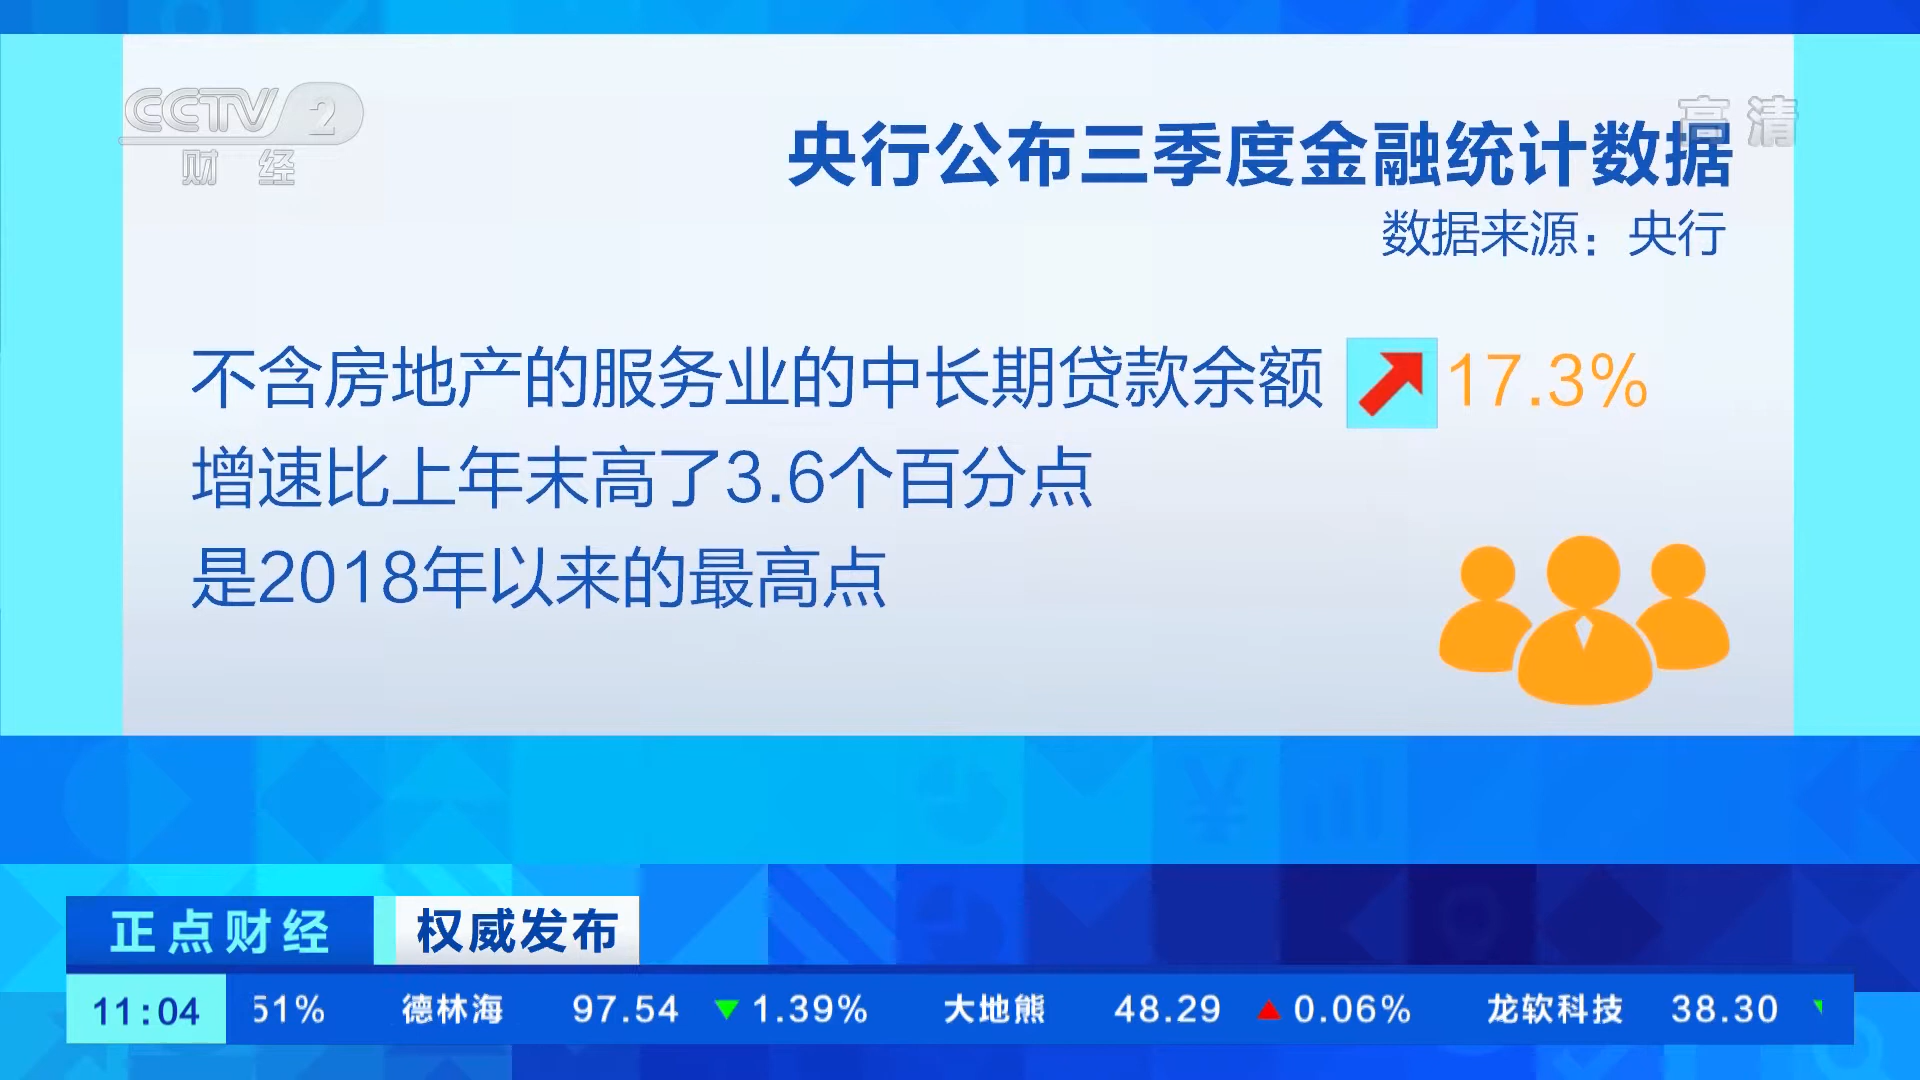 CCTV 2
财 经
高清
央行公布三季度金融统计数据
数据来源：央行
不含房地产的服务业的中长期贷款余额 17.3%
增速比上年末高了3.6个百分点
是2018年以来的最高点
正点财经 权威发布
11:04 51% 德林海 97.54 ▼1.39% 大地熊 48.29 ▲0.06% 龙软科技 38.30